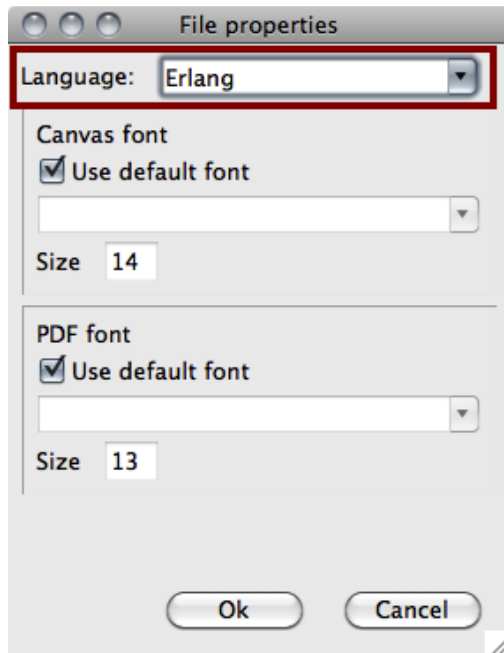 File properties
Language: Erlang
Canvas font
Use default font
Size 14
PDF font
Use default font
Size 13
Ok Cancel